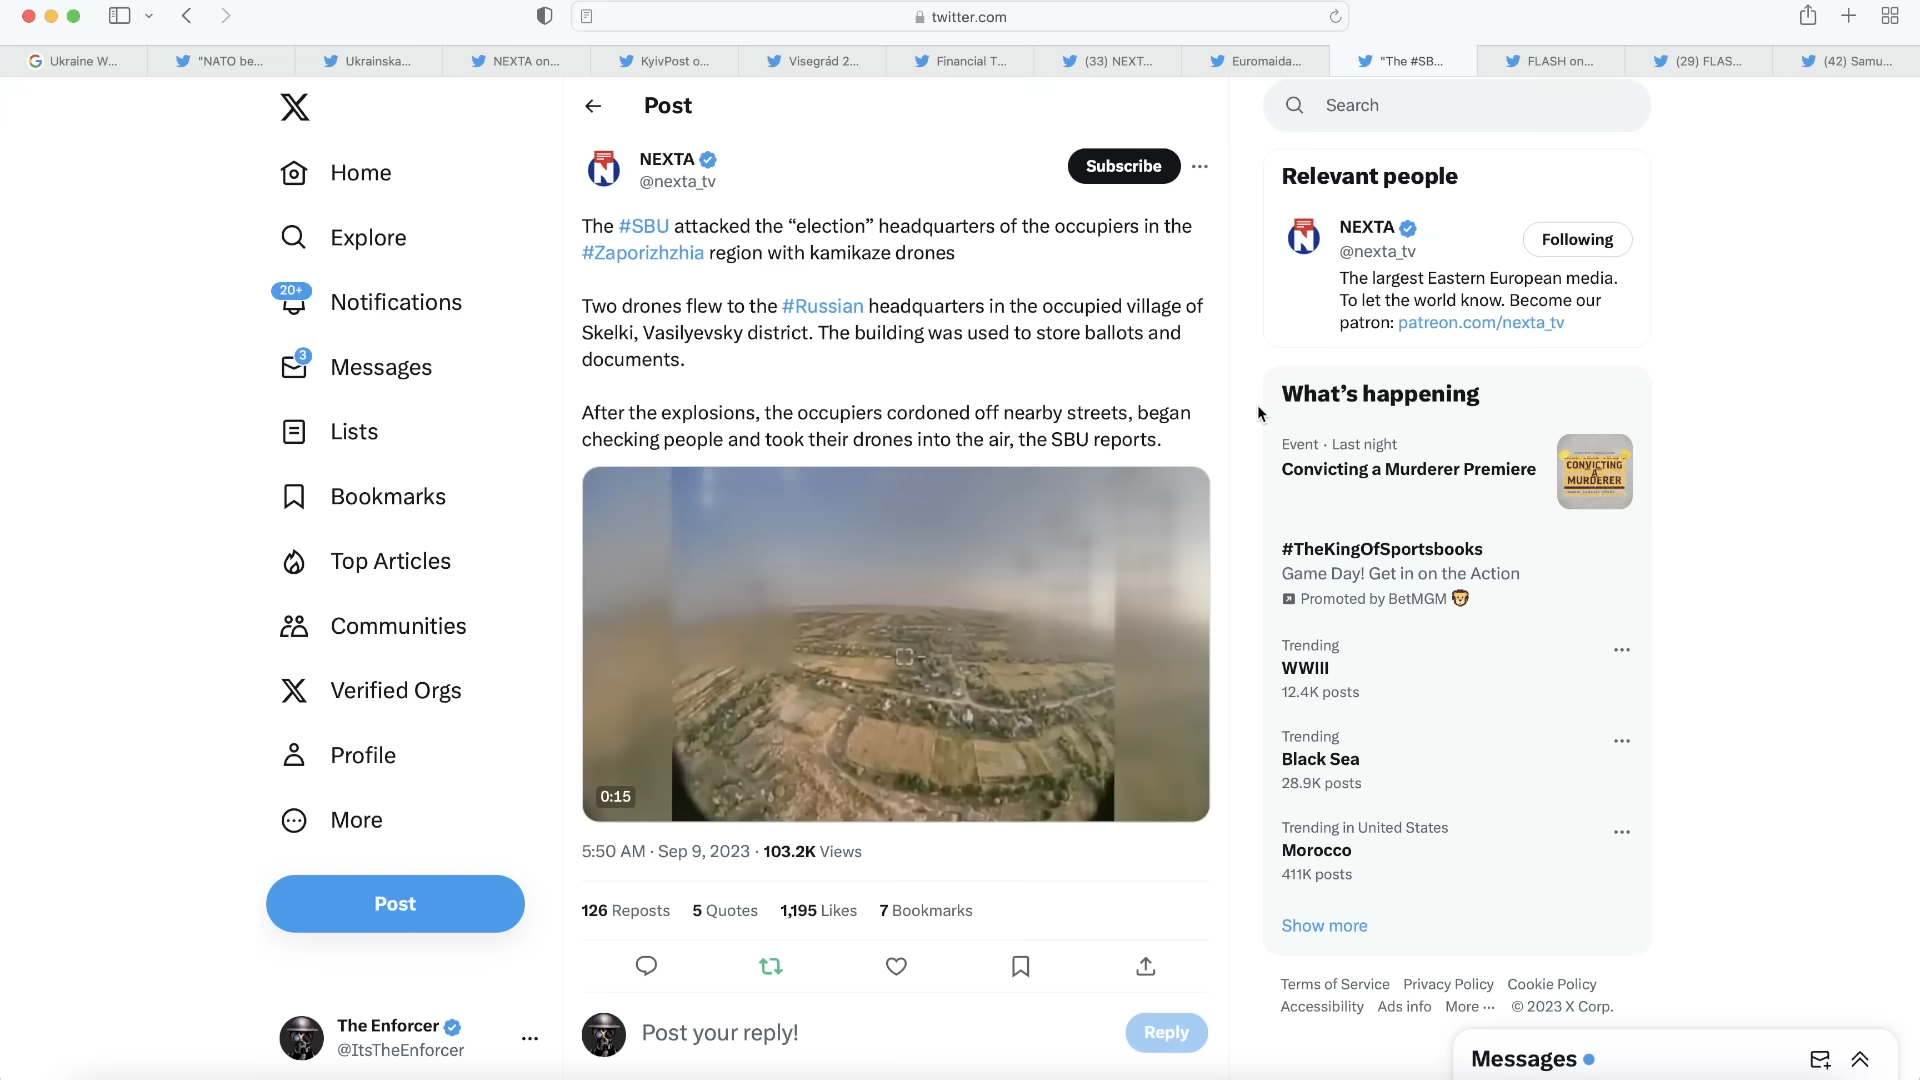 twitter.com
Ukraine W...
"NATO be...
Ukrainska...
NEXTA on...
KyivPost o...
Visegrád 2...
Financial T...
(33) NEXT...
Euromaida...
"The #SB...
FLASH on...
(29) FLAS...
(42) Samu...
Home
Explore
20+
Notifications
3
Messages
Lists
Bookmarks
Top Articles
Communities
Verified Orgs
Profile
More
Post
The Enforcer
@ItsTheEnforcer
Post
NEXTA
@nexta_tv
Subscribe
The #SBU attacked the “election” headquarters of the occupiers in the
#Zaporizhzhia region with kamikaze drones
Two drones flew to the #Russian headquarters in the occupied village of
Skelki, Vasilyevsky district. The building was used to store ballots and
documents.
After the explosions, the occupiers cordoned off nearby streets, began
checking people and took their drones into the air, the SBU reports.
0:15
5:50 AM · Sep 9, 2023 · 103.2K Views
126 Reposts 5 Quotes 1,195 Likes 7 Bookmarks
Post your reply!
Reply
Search
Relevant people
NEXTA
@nexta_tv
Following
The largest Eastern European media.
To let the world know. Become our
patron: patreon.com/nexta_tv
What’s happening
Event · Last night
Convicting a Murderer Premiere
CONVICTING
A
MURDERER
#TheKingOfSportsbooks
Game Day! Get in on the Action
Promoted by BetMGM
Trending
WWIII
12.4K posts
Trending
Black Sea
28.9K posts
Trending in United States
Morocco
411K posts
Show more
Terms of Service Privacy Policy Cookie Policy
Accessibility Ads info More ··· © 2023 X Corp.
Messages